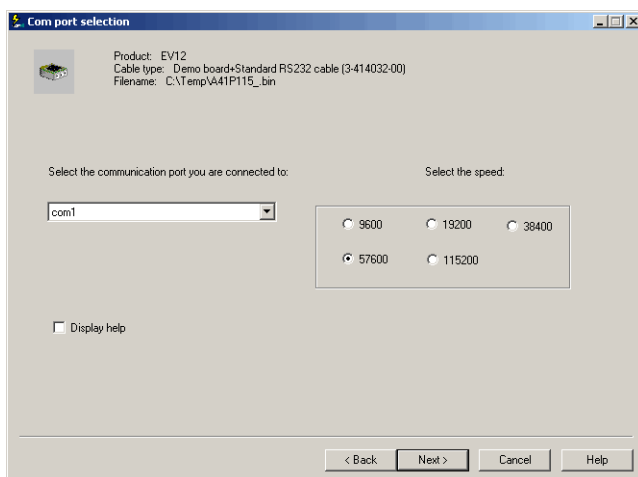 Com port selection
Product: EV12
Cable type: Demo board+Standard RS232 cable (3-414032-00)
Filename: C:\Temp\A41P115_.bin
Select the communication port you are connected to:
Select the speed:
com1
9600
19200
38400
57600
115200
Display help
< Back
Next >
Cancel
Help